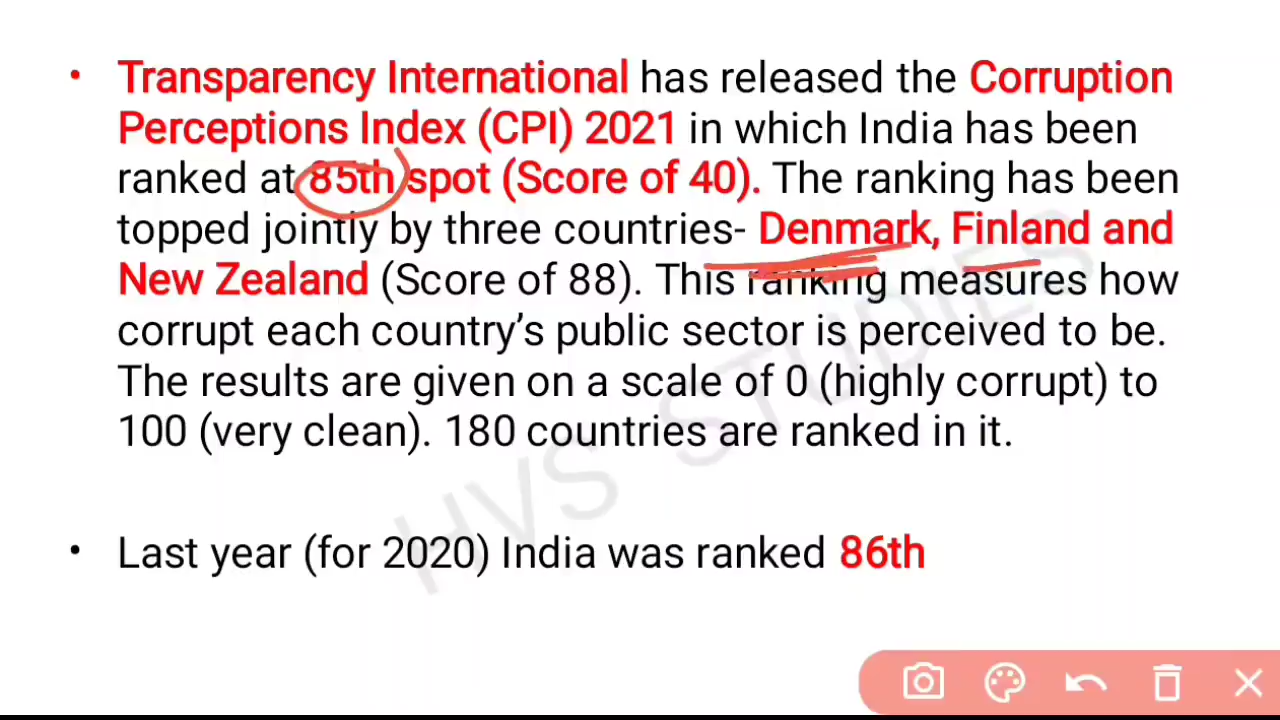 • Transparency International has released the Corruption
Perceptions Index (CPI) 2021 in which India has been
ranked at 85th spot (Score of 40). The ranking has been
topped jointly by three countries- Denmark, Finland and
New Zealand (Score of 88). This ranking measures how
corrupt each country’s public sector is perceived to be.
The results are given on a scale of 0 (highly corrupt) to
100 (very clean). 180 countries are ranked in it.
HVS STUDIES
• Last year (for 2020) India was ranked 86th